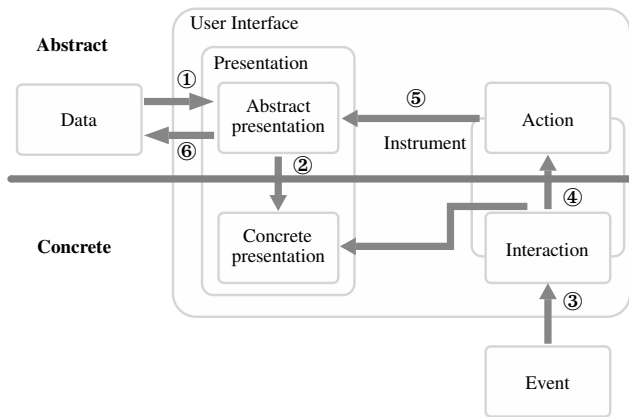 User Interface
Abstract
Presentation
①
⑤
Data
Abstract
presentation
Action
Instrument
⑥
②
④
Concrete
Concrete
presentation
Interaction
③
Event